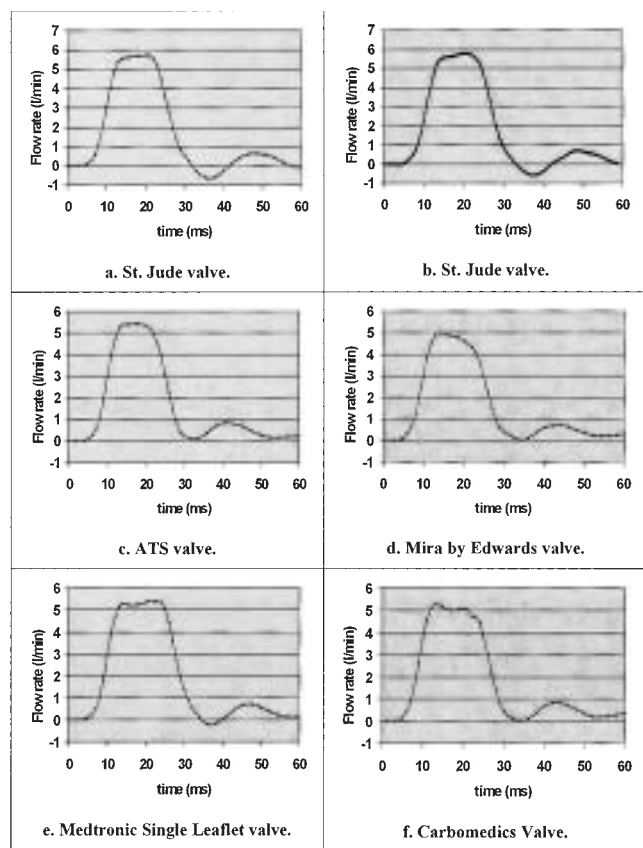 7
6
5
4
3
2
1
0
-1
Flow rate (l/min)
0 10 20 30 40 50 60
time (ms)
a. St. Jude valve.
7
6
5
4
3
2
1
0
-1
Flow rate (l/min)
0 10 20 30 40 50 60
time (ms)
b. St. Jude valve.
6
5
4
3
2
1
0
-1
Flow rate (l/min)
0 10 20 30 40 50 60
time (ms)
c. ATS valve.
6
5
4
3
2
1
0
-1
Flow rate (l/min)
0 10 20 30 40 50 60
time (ms)
d. Mira by Edwards valve.
6
5
4
3
2
1
0
-1
Flow rate (l/min)
0 10 20 30 40 50 60
time (ms)
e. Medtronic Single Leaflet valve.
6
5
4
3
2
1
0
-1
Flow rate (l/min)
0 10 20 30 40 50 60
time (ms)
f. Carbomedics Valve.